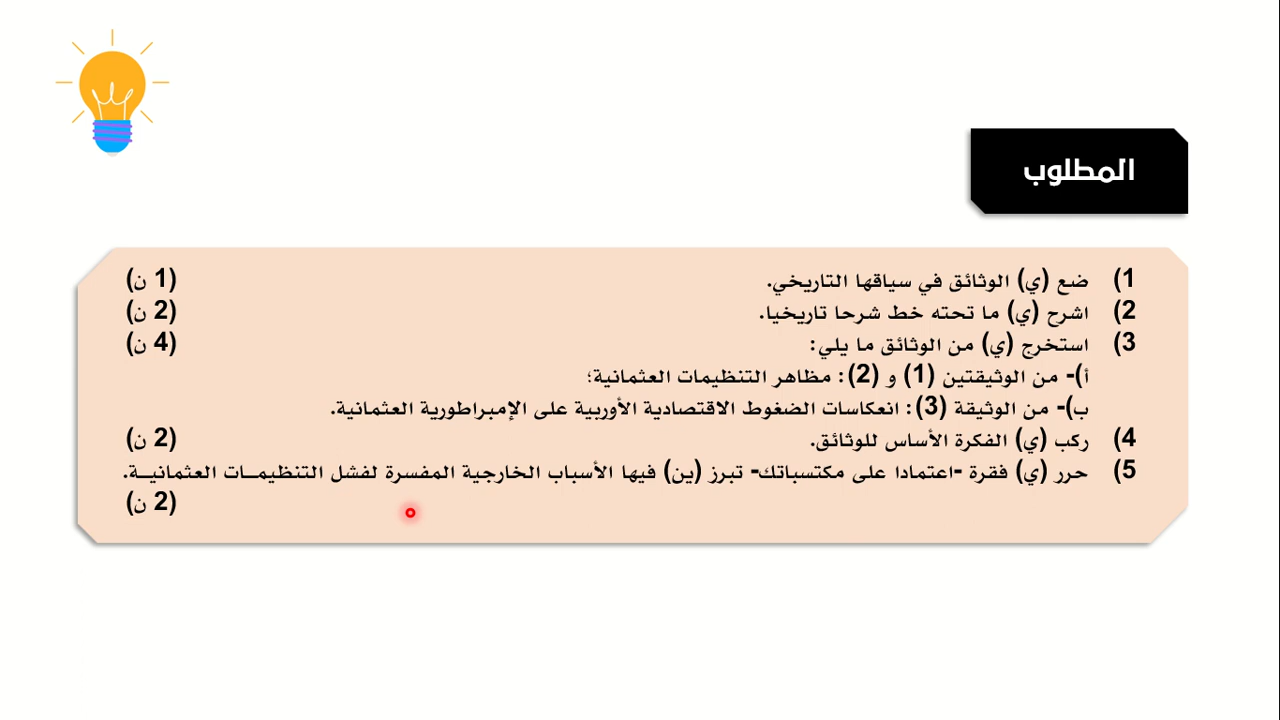 المطلوب
1) ضع (ي) الوثائق في سياقها التاريخي. (1 ن)
2) اشرح (ي) ما تحته خط شرحا تاريخيا. (2 ن)
3) استخرج (ي) من الوثائق ما يلي: (4 ن)
أ)- من الوثيقتين (1) و (2): مظاهر التنظيمات العثمانية؛
ب)- من الوثيقة (3): انعكاسات الضغوط الاقتصادية الأوربية على الإمبراطورية العثمانية.
4) ركب (ي) الفكرة الأساس للوثائق. (2 ن)
5) حرر (ي) فقرة -اعتمادا على مكتسباتك- تبرز (ين) فيها الأسباب الخارجية المفسرة لفشل التنظيمـات العثمانيـة.
(2 ن)